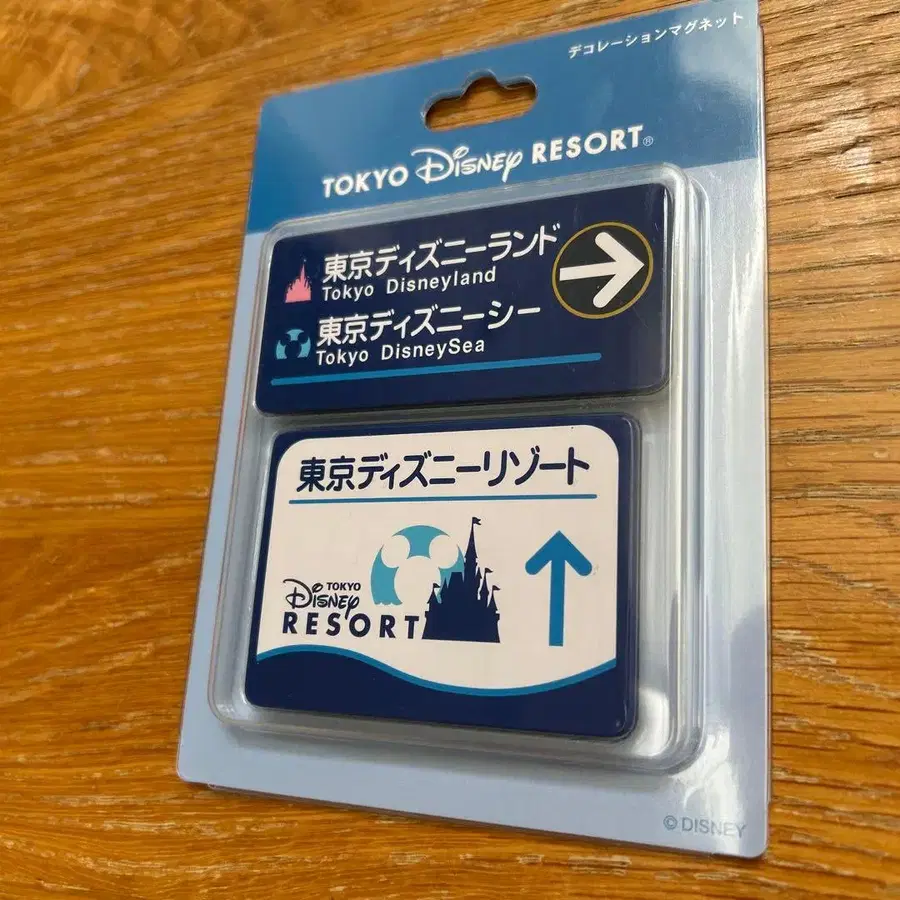 デコレーションマグネット
TOKYO Disney RESORT®
東京ディズニーランド
Tokyo Disneyland
東京ディズニーシー
Tokyo DisneySea
東京ディズニーリゾート
TOKYO
Disney
RESORT
© DISNEY